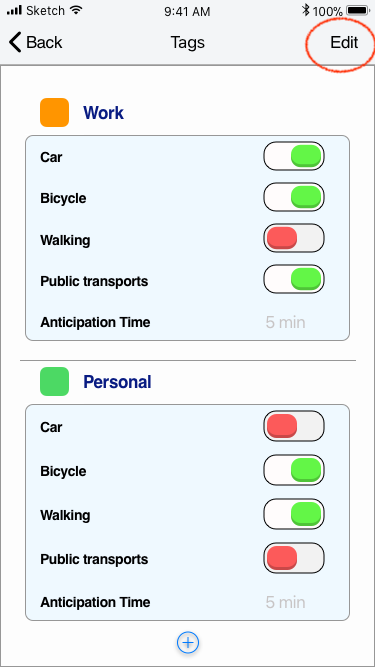 Sketch 9:41 AM 100%
Back Tags Edit
Work
Car
Bicycle
Walking
Public transports
Anticipation Time 5 min
Personal
Car
Bicycle
Walking
Public transports
Anticipation Time 5 min